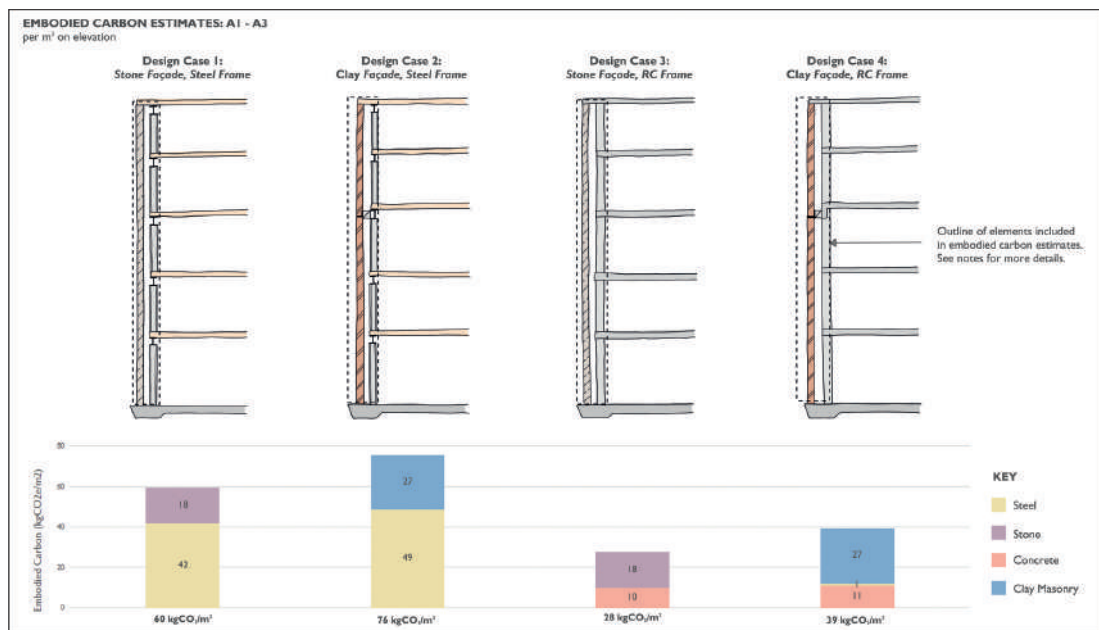 EMBODIED CARBON ESTIMATES: A1 - A3
per m² on elevation
Design Case 1:
Stone Façade, Steel Frame
Design Case 2:
Clay Façade, Steel Frame
Design Case 3:
Stone Façade, RC Frame
Design Case 4:
Clay Façade, RC Frame
Outline of elements included
in embodied carbon estimates.
See notes for more details.
Embodied Carbon (kgCO2e/m2)
80
60
40
20
0
18
42
27
49
18
10
27
1
11
60 kgCO₂/m²
76 kgCO₂/m²
28 kgCO₂/m²
39 kgCO₂/m²
KEY
Steel
Stone
Concrete
Clay Masonry